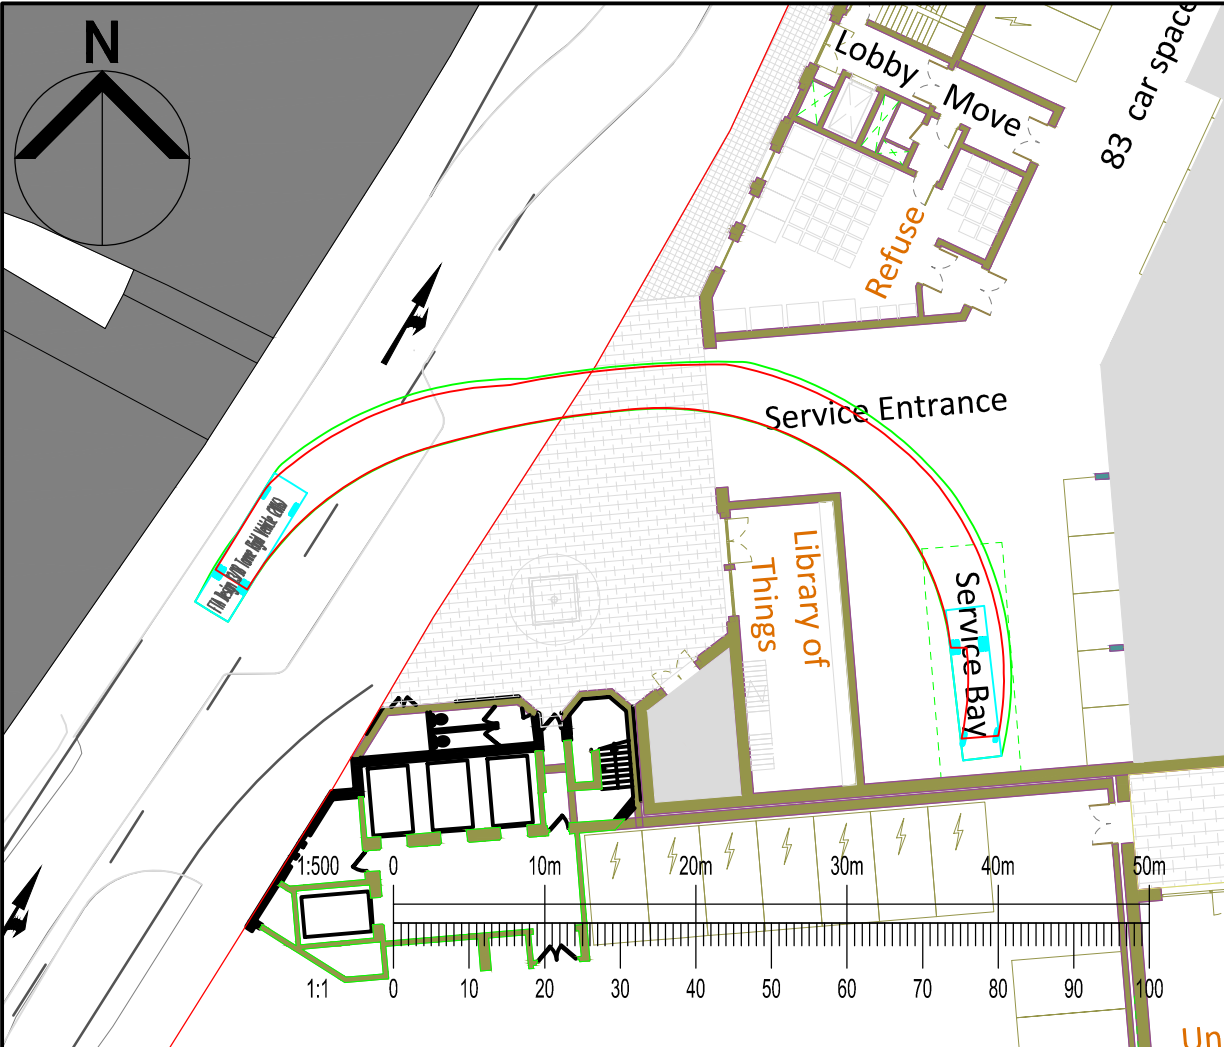 N
Lobby
Move
83 car space
Refuse
Service Entrance
Library of
Things
Service Bay
1:500 0 10m 20m 30m 40m 50m
1:1 0 10 20 30 40 50 60 70 80 90 100
Un